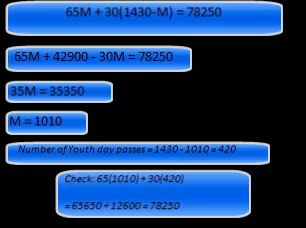 65M + 30(1430-M) = 78250
65M + 42900 - 30M = 78250
35M = 35350
M = 1010
Number of Youth day passes = 1430 - 1010 = 420
Check: 65(1010) + 30(420)
= 65650 + 12600 = 78250